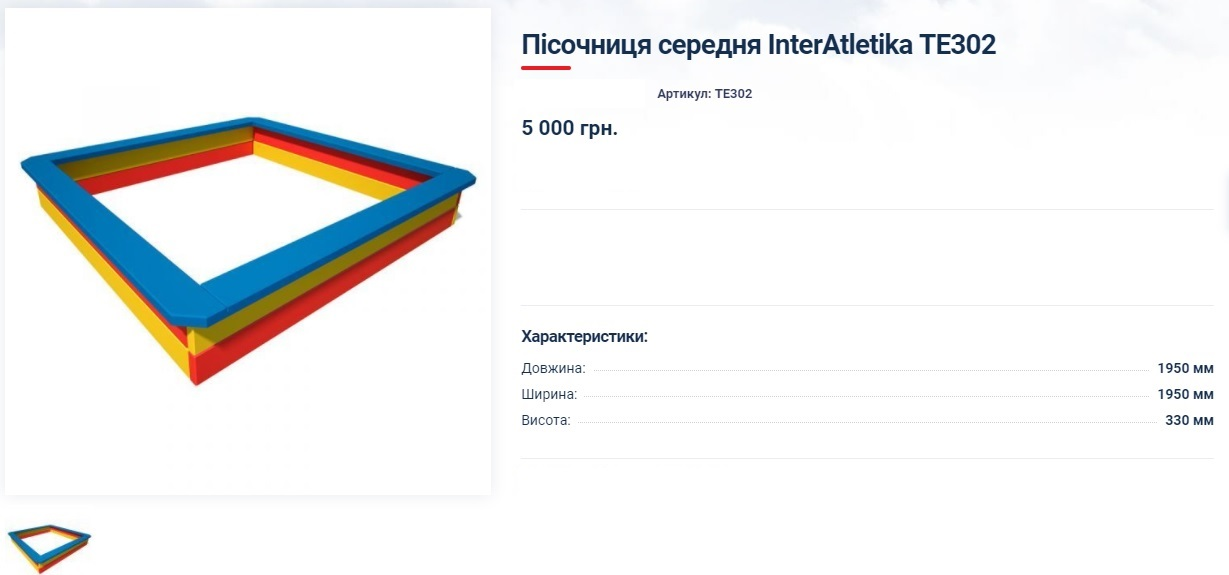 Пісочниця середня InterAtletika TE302
Артикул: TE302
5 000 грн.
Характеристики:
Довжина: 1950 мм
Ширина: 1950 мм
Висота: 330 мм